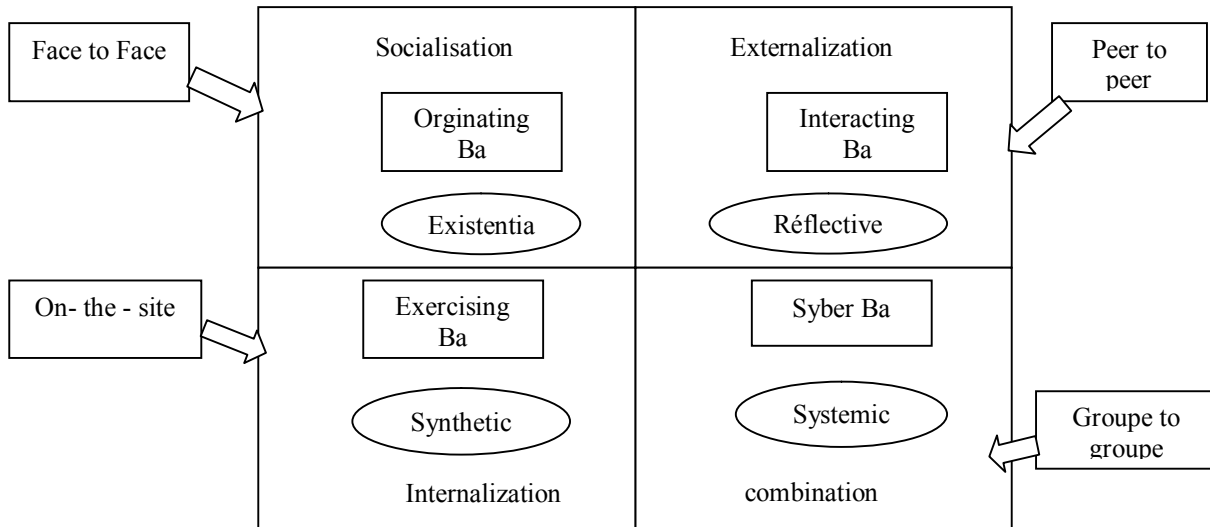 Face to Face
Socialisation
Externalization
Peer to
peer
Orginating
Ba
Interacting
Ba
Existentia
Réflective
On- the - site
Exercising
Ba
Syber Ba
Synthetic
Systemic
Groupe to
groupe
Internalization
combination